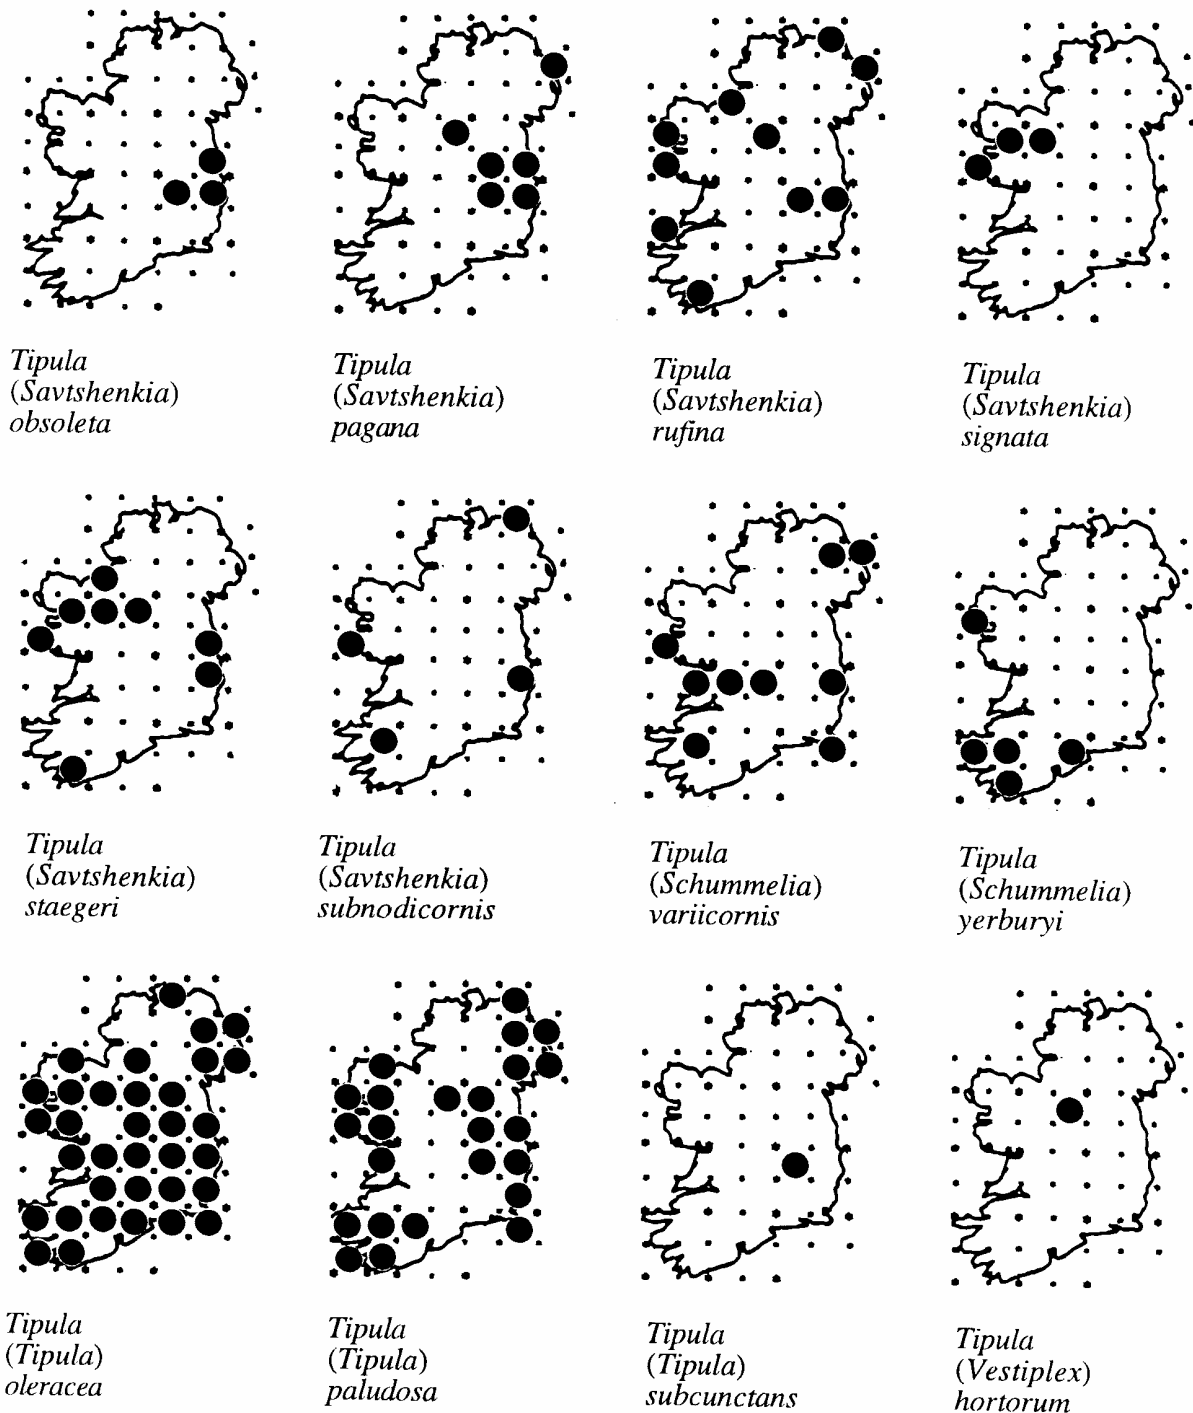 Tipula
(Savtshenkia)
obsoleta
Tipula
(Savtshenkia)
pagana
Tipula
(Savtshenkia)
rufina
Tipula
(Savtshenkia)
signata
Tipula
(Savtshenkia)
staegeri
Tipula
(Savtshenkia)
subnodicornis
Tipula
(Schummelia)
variicornis
Tipula
(Schummelia)
yerburyi
Tipula
(Tipula)
oleracea
Tipula
(Tipula)
paludosa
Tipula
(Tipula)
subcunctans
Tipula
(Vestiplex)
hortorum